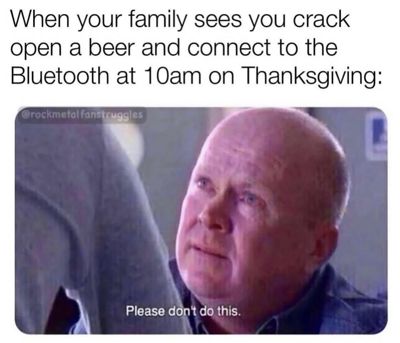 When your family sees you crack
open a beer and connect to the
Bluetooth at 10am on Thanksgiving:
@rockmetalfanstruggles
Please don't do this.